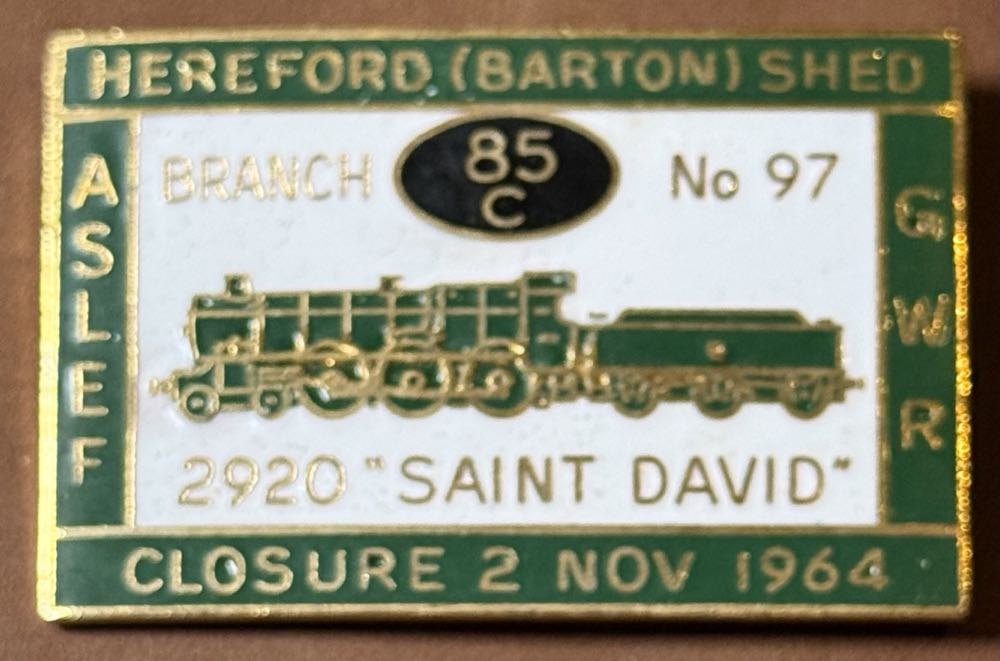 HEREFORD (BARTON) SHED
ASLEF
BRANCH
85
C
No 97
GWR
2920 "SAINT DAVID"
CLOSURE 2 NOV 1964